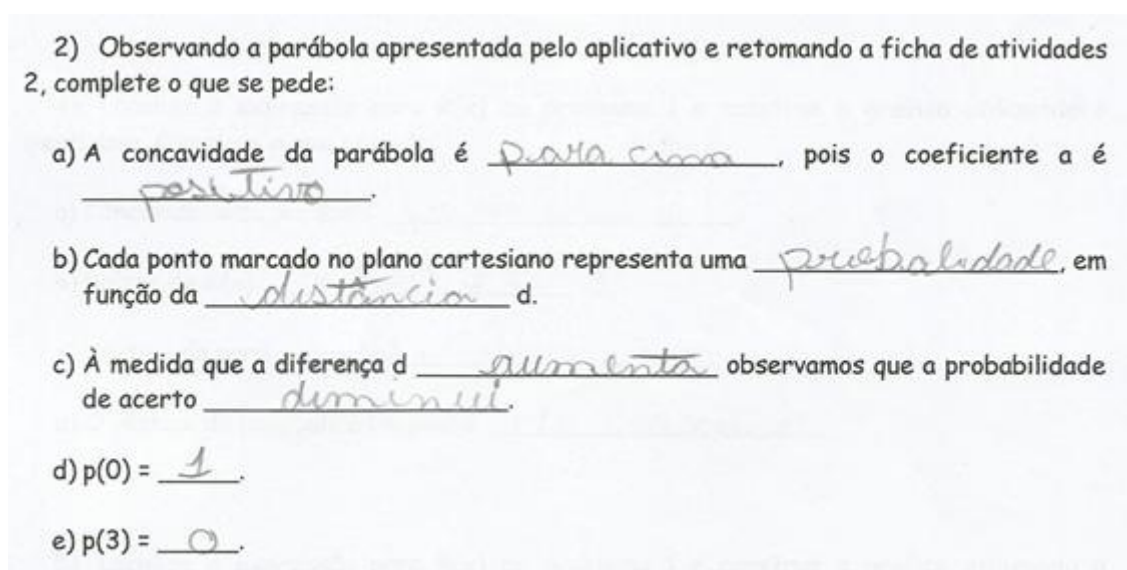 2) Observando a parábola apresentada pelo aplicativo e retomando a ficha de atividades
2, complete o que se pede:
a) A concavidade da parábola é para cima, pois o coeficiente a é
positivo.
b) Cada ponto marcado no plano cartesiano representa uma probalidade, em
função da distância d.
c) À medida que a diferença d aumenta observamos que a probabilidade
de acerto diminui.
d) p(0) = 1.
e) p(3) = 0.